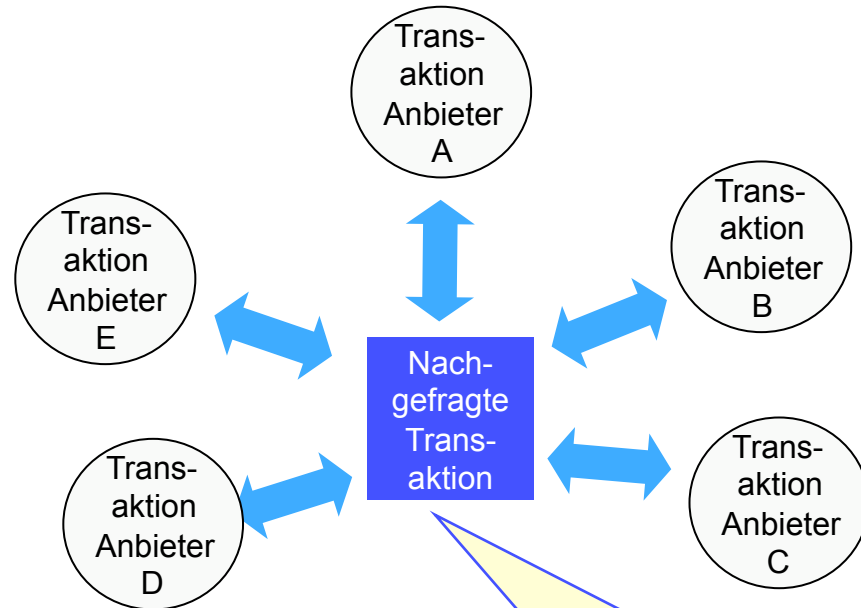 Trans-
aktion
Anbieter
A
Trans-
aktion
Anbieter
B
Trans-
aktion
Anbieter
E
Nach-
gefragte
Trans-
aktion
Trans-
aktion
Anbieter
C
Trans-
aktion
Anbieter
D